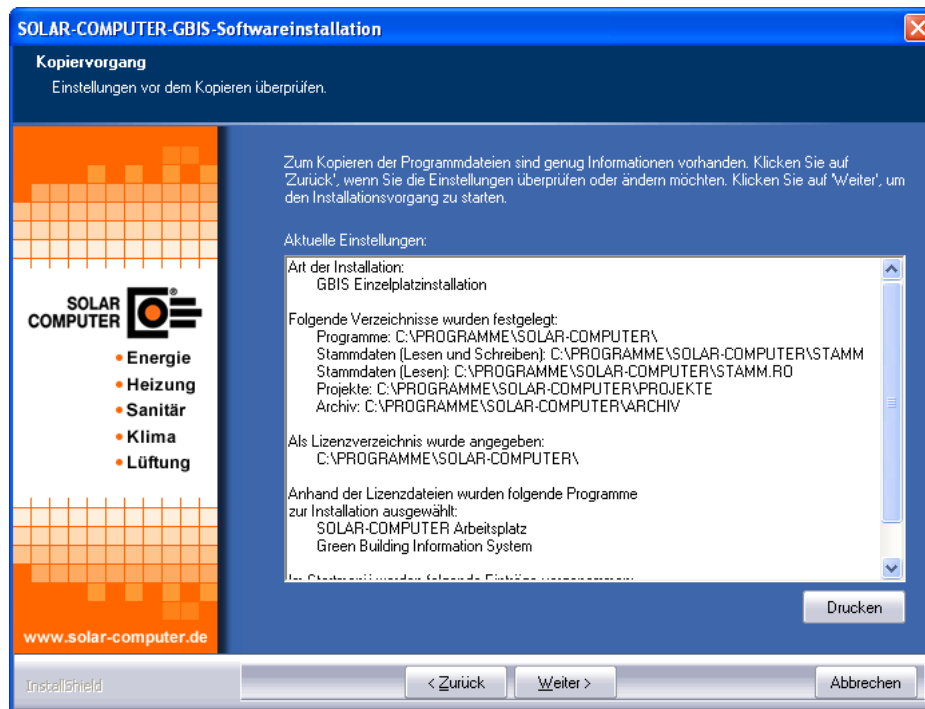 SOLAR-COMPUTER-GBIS-Softwareinstallation
Kopiervorgang
Einstellungen vor dem Kopieren überprüfen.
Zum Kopieren der Programmdateien sind genug Informationen vorhanden. Klicken Sie auf
'Zurück', wenn Sie die Einstellungen überprüfen oder ändern möchten. Klicken Sie auf 'Weiter', um
den Installationsvorgang zu starten.
Aktuelle Einstellungen:
Art der Installation:
GBIS Einzelplatzinstallation
Folgende Verzeichnisse wurden festgelegt:
Programme: C:\PROGRAMME\SOLAR-COMPUTER\
Stammdaten (Lesen und Schreiben): C:\PROGRAMME\SOLAR-COMPUTER\STAMM
Stammdaten (Lesen): C:\PROGRAMME\SOLAR-COMPUTER\STAMM.RO
Projekte: C:\PROGRAMME\SOLAR-COMPUTER\PROJEKTE
Archiv: C:\PROGRAMME\SOLAR-COMPUTER\ARCHIV
Als Lizenzverzeichnis wurde angegeben:
C:\PROGRAMME\SOLAR-COMPUTER\
Anhand der Lizenzdateien wurden folgende Programme
zur Installation ausgewählt:
SOLAR-COMPUTER Arbeitsplatz
Green Building Information System
Im Startmenü werden folgende Einträge vorgenommen:
SOLAR
COMPUTER
®
• Energie
• Heizung
• Sanitär
• Klima
• Lüftung
www.solar-computer.de
Drucken
InstallShield
< Zurück
Weiter >
Abbrechen